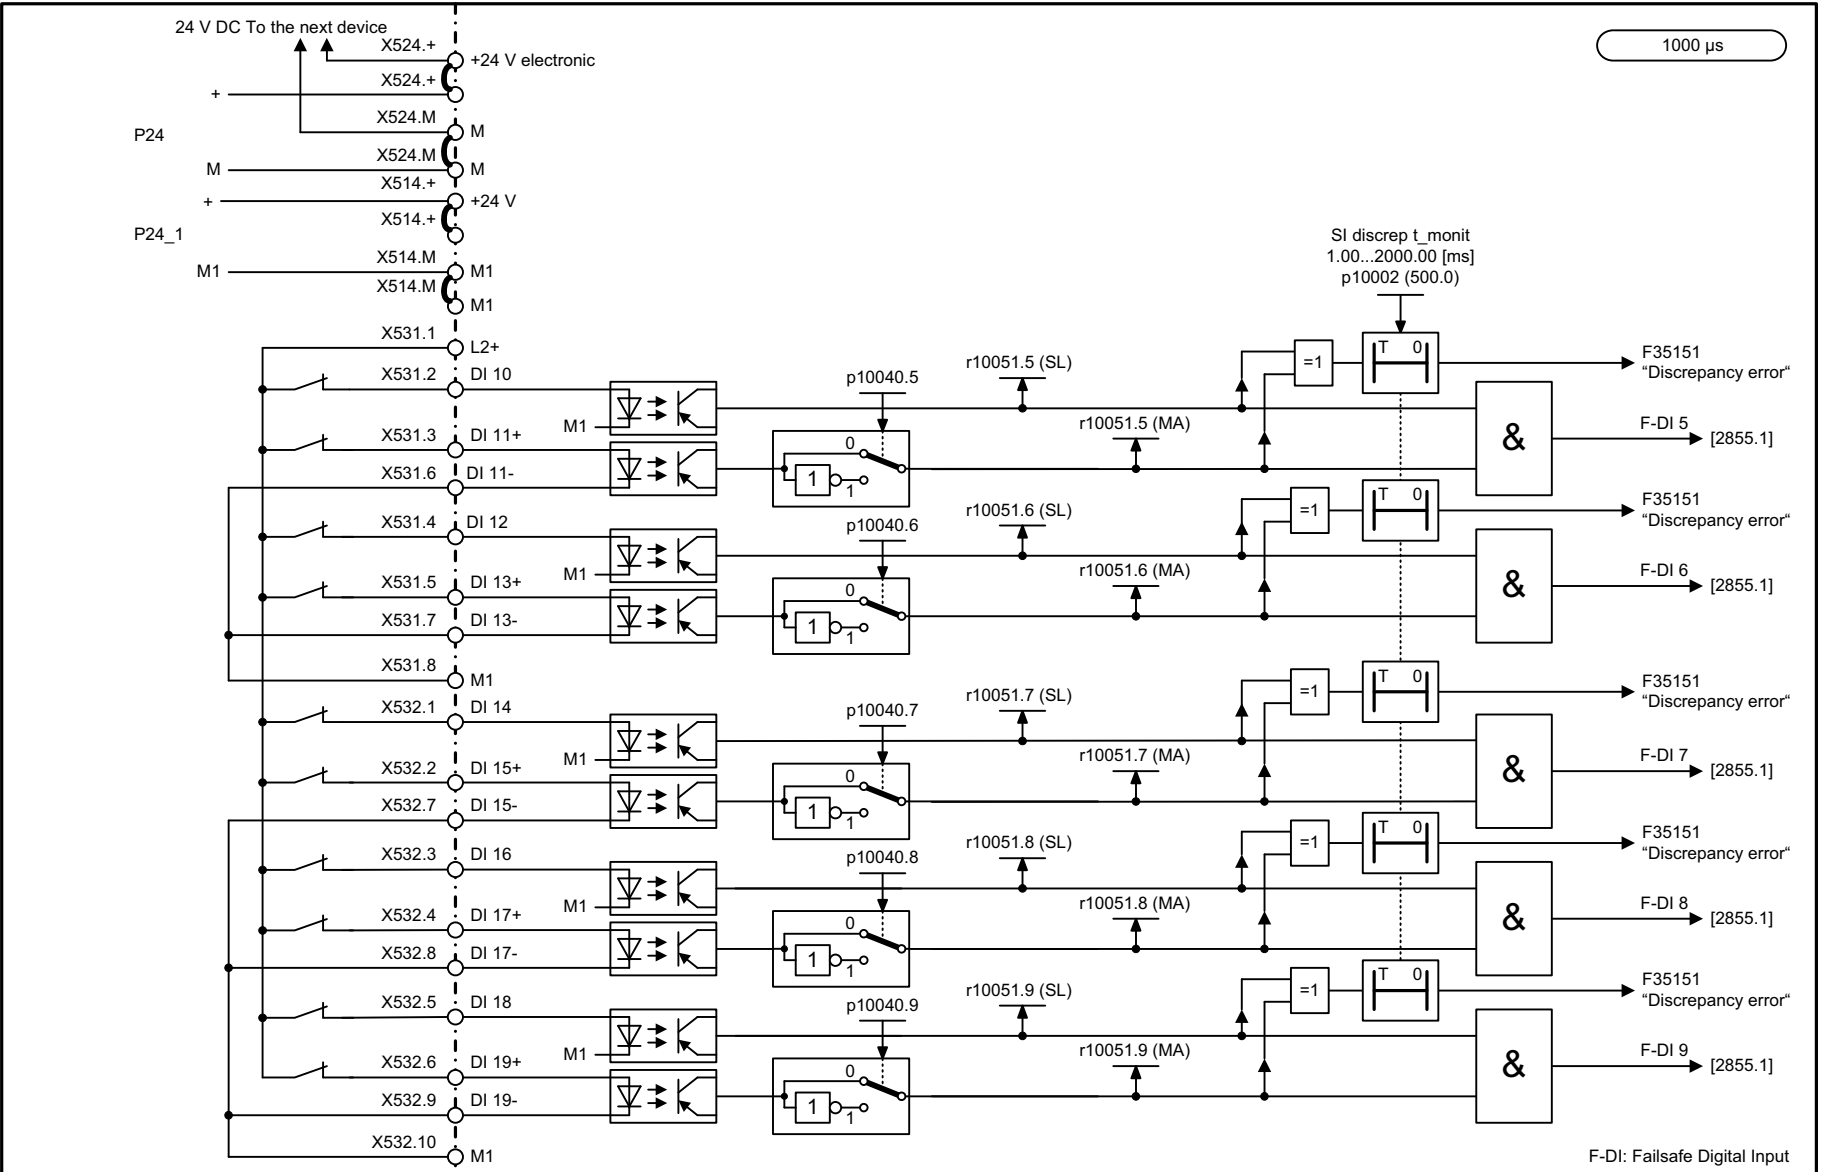 24 V DC To the next device
1000 µs
X524.+
+24 V electronic
X524.+
+
X524.M
M
P24
X524.M
M
M
X514.+
+
+24 V
X514.+
P24_1
X514.M
M1
M1
X514.M
M1
SI discrep t_monit
1.00...2000.00 [ms]
p10002 (500.0)
X531.1
L2+
X531.2
DI 10
M1
p10040.5
r10051.5 (SL)
=1
T 0
F35151
“Discrepancy error“
X531.3
DI 11+
0
1
1
r10051.5 (MA)
&
F-DI 5
[2855.1]
X531.6
DI 11-
X531.4
DI 12
M1
p10040.6
r10051.6 (SL)
=1
T 0
F35151
“Discrepancy error“
X531.5
DI 13+
0
1
1
r10051.6 (MA)
&
F-DI 6
[2855.1]
X531.7
DI 13-
X531.8
M1
X532.1
DI 14
M1
p10040.7
r10051.7 (SL)
=1
T 0
F35151
“Discrepancy error“
X532.2
DI 15+
0
1
1
r10051.7 (MA)
&
F-DI 7
[2855.1]
X532.7
DI 15-
X532.3
DI 16
M1
p10040.8
r10051.8 (SL)
=1
T 0
F35151
“Discrepancy error“
X532.4
DI 17+
0
1
1
r10051.8 (MA)
&
F-DI 8
[2855.1]
X532.8
DI 17-
X532.5
DI 18
M1
p10040.9
r10051.9 (SL)
=1
T 0
F35151
“Discrepancy error“
X532.6
DI 19+
0
1
1
r10051.9 (MA)
&
F-DI 9
[2855.1]
X532.9
DI 19-
X532.10
M1
F-DI: Failsafe Digital Input